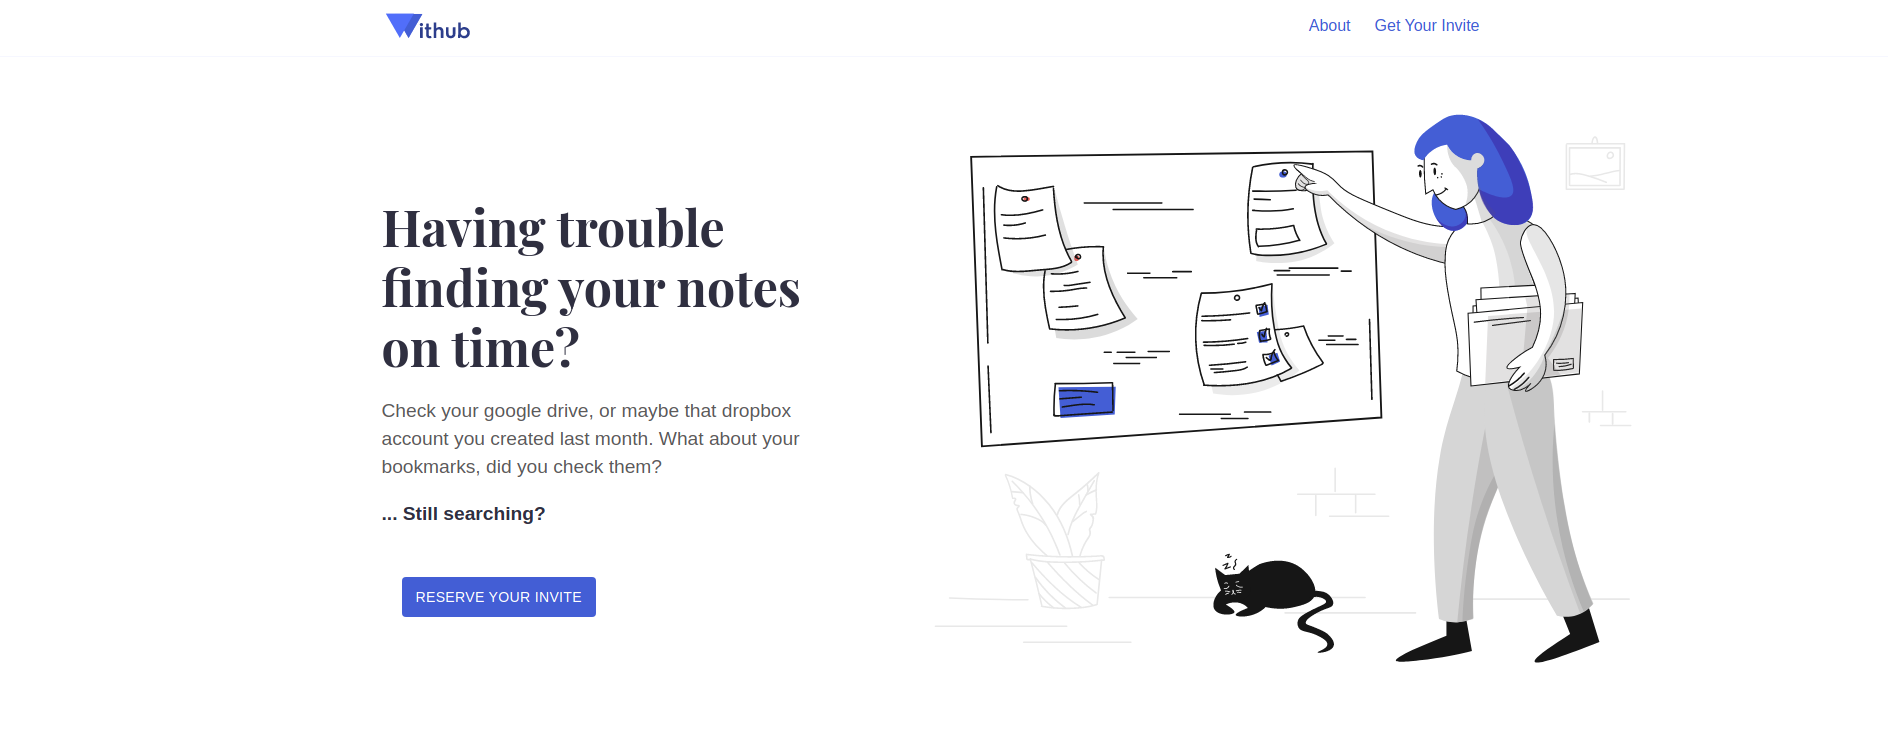 Withub
About
Get Your Invite
Having trouble
finding your notes
on time?
Check your google drive, or maybe that dropbox
account you created last month. What about your
bookmarks, did you check them?
... Still searching?
RESERVE YOUR INVITE
z
z